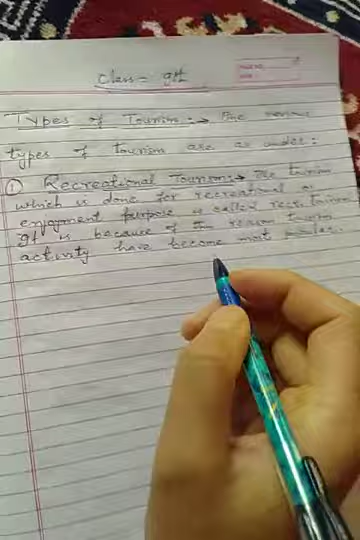 Class - 9th
Types of Tourism:→ The various
types of tourism are as under:
① Recreational Tourism:→ The tourism
which is done for recreational or
enjoyment purpose is called recr. tourism
It is because of this reason tourism
activity have become most popular.